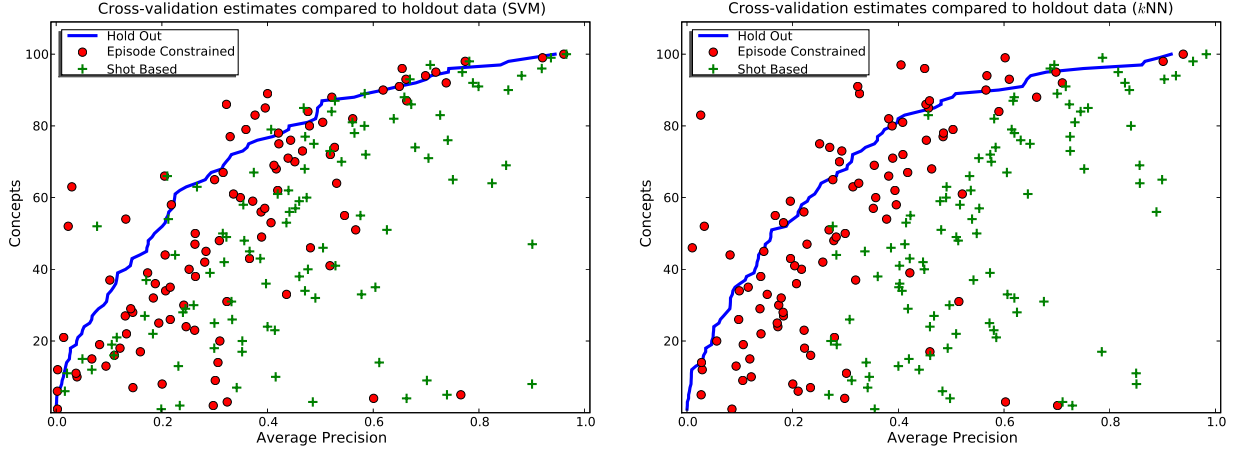 Cross-validation estimates compared to holdout data (SVM)
Hold Out
Episode Constrained
Shot Based
100
80
60
40
20
Concepts
0.0 0.2 0.4 0.6 0.8 1.0
Average Precision
Cross-validation estimates compared to holdout data (kNN)
Hold Out
Episode Constrained
Shot Based
100
80
60
40
20
Concepts
0.0 0.2 0.4 0.6 0.8 1.0
Average Precision